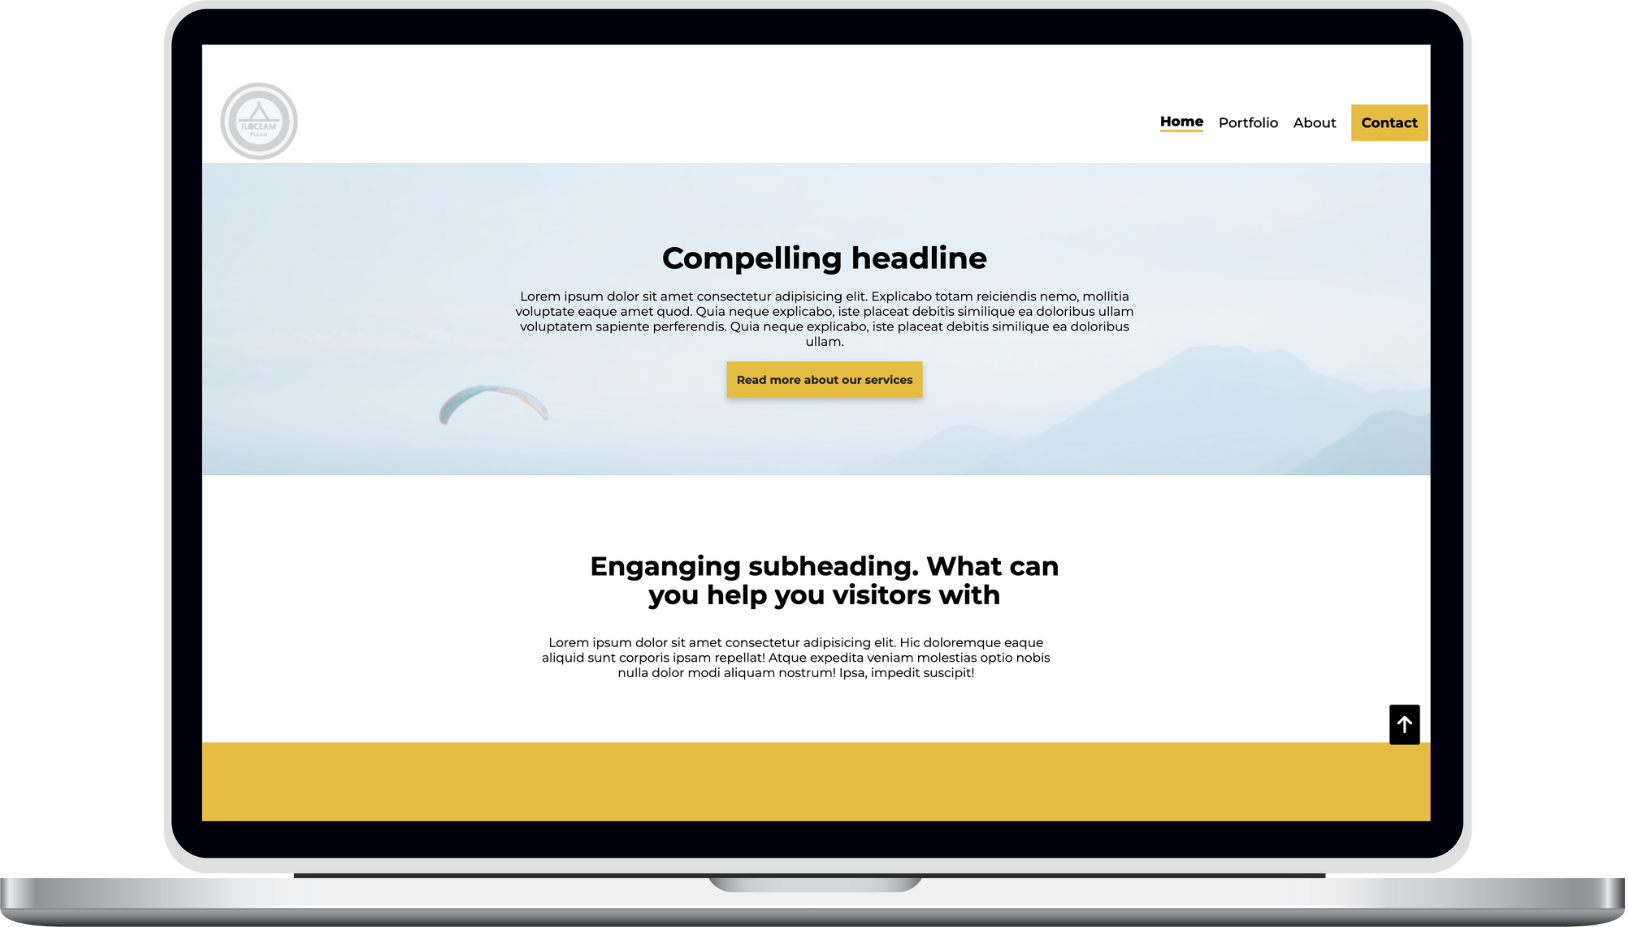 ILOCEAM
Home Portfolio About Contact
Compelling headline
Lorem ipsum dolor sit amet consectetur adipisicing elit. Explicabo totam reiciendis nemo, mollitia
voluptate eaque amet quod. Quia neque explicabo, iste placeat debitis similique ea doloribus ullam
voluptatem sapiente perferendis. Quia neque explicabo, iste placeat debitis similique ea doloribus
ullam.
Read more about our services
Enganging subheading. What can
you help you visitors with
Lorem ipsum dolor sit amet consectetur adipisicing elit. Hic doloremque eaque
aliquid sunt corporis ipsam repellat! Atque expedita veniam molestias optio nobis
nulla dolor modi aliquam nostrum! Ipsa, impedit suscipit!